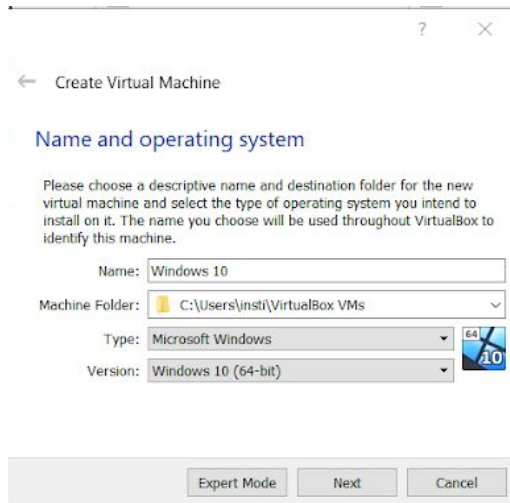 ?
Create Virtual Machine
Name and operating system
Please choose a descriptive name and destination folder for the new
virtual machine and select the type of operating system you intend to
install on it. The name you choose will be used throughout VirtualBox to
identify this machine.
Name: Windows 10
Machine Folder: C:\Users\insti\VirtualBox VMs
Type: Microsoft Windows
64
Version: Windows 10 (64-bit)
10
Expert Mode Next Cancel